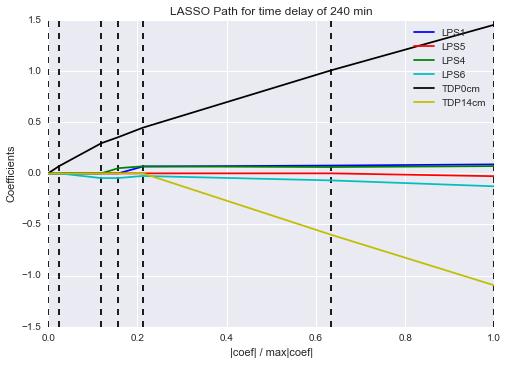 LASSO Path for time delay of 240 min
1.5
1.0
0.5
0.0
−0.5
−1.0
−1.5
Coefficients
LPS1
LPS5
LPS4
LPS6
TDP0cm
TDP14cm
0.0 0.2 0.4 0.6 0.8 1.0
|coef| / max|coef|